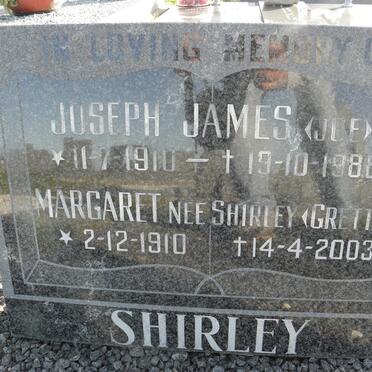 IN LOVING MEMORY O
JOSEPH JAMES <JOE>
★ 11-7-1910 — † 19-10-1988
MARGARET NEE SHIRLEY <GRETT
★ 2-12-1910 † 14-4-2003
SHIRLEY